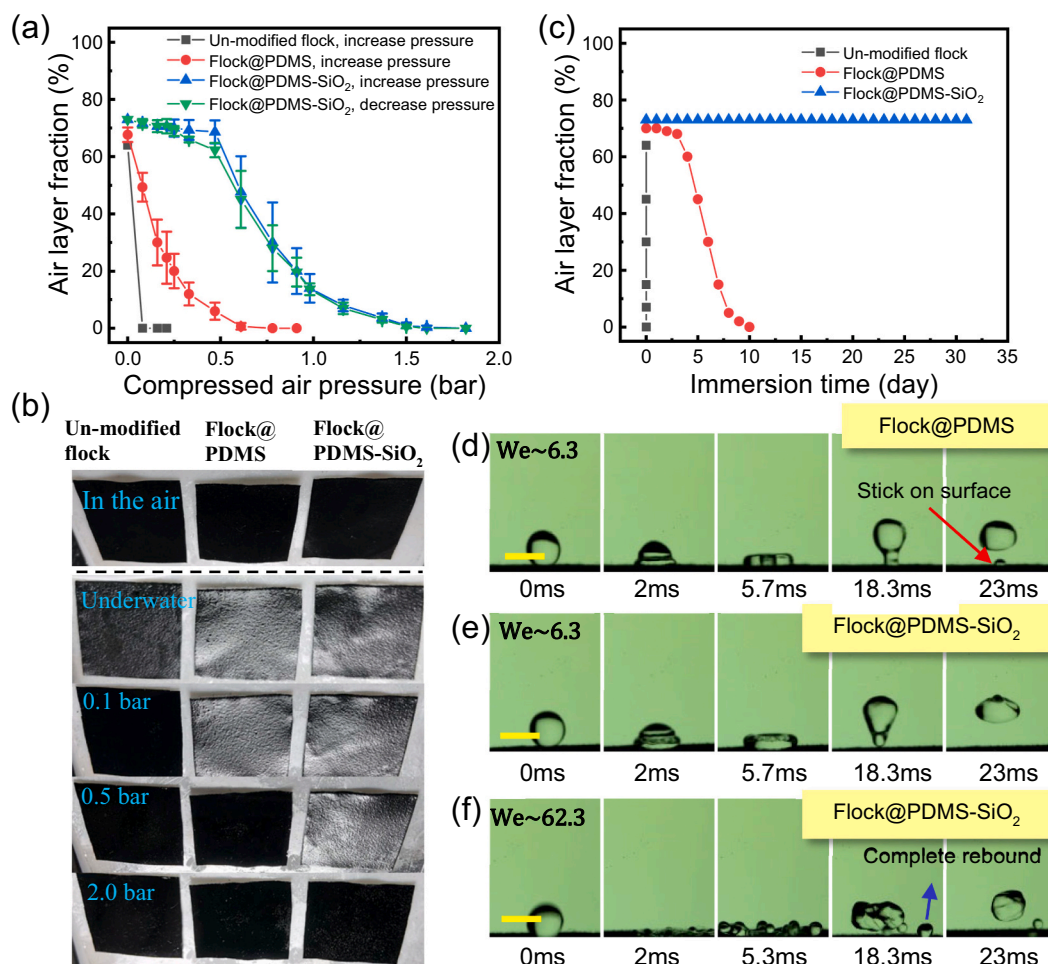 (a)
100
80
60
40
20
0
Air layer fraction (%)
Un-modified flock, increase pressure
Flock@PDMS, increase pressure
Flock@PDMS-SiO₂, increase pressure
Flock@PDMS-SiO₂, decrease pressure
0.0 0.5 1.0 1.5 2.0
Compressed air pressure (bar)
(c)
100
80
60
40
20
0
Air layer fraction (%)
Un-modified flock
Flock@PDMS
Flock@PDMS-SiO₂
0 5 10 15 20 25 30 35
Immersion time (day)
(b)
Un-modified
flock
Flock@
PDMS
Flock@
PDMS-SiO₂
In the air
Underwater
0.1 bar
0.5 bar
2.0 bar
(d)
We~6.3
Flock@PDMS
Stick on surface
0ms 2ms 5.7ms 18.3ms 23ms
(e)
We~6.3
Flock@PDMS-SiO₂
0ms 2ms 5.7ms 18.3ms 23ms
(f)
We~62.3
Flock@PDMS-SiO₂
Complete rebound
0ms 2ms 5.3ms 18.3ms 23ms